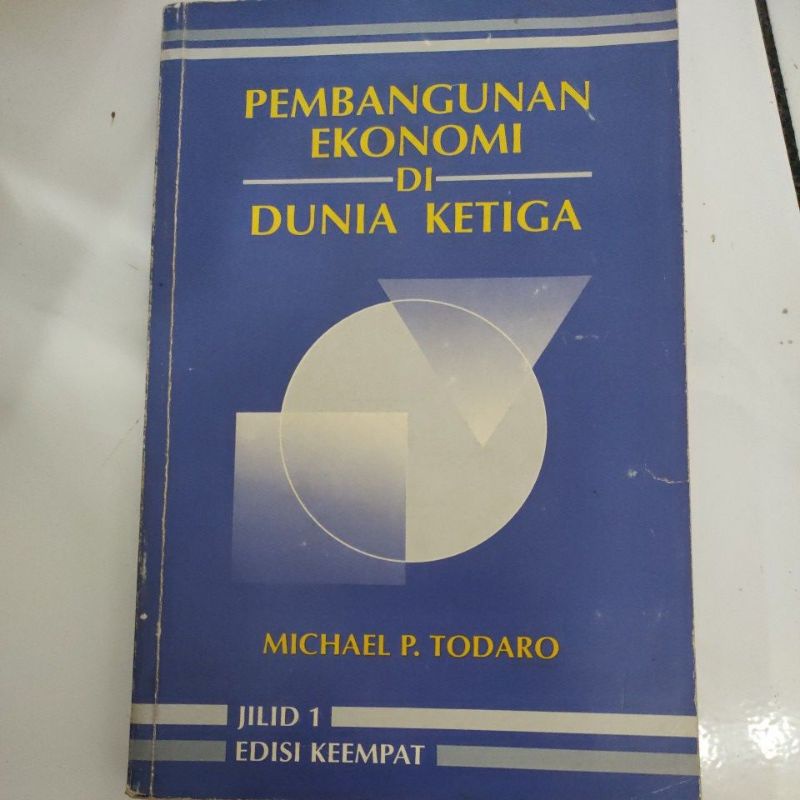 PEMBANGUNAN
EKONOMI
DI
DUNIA KETIGA
MICHAEL P. TODARO
JILID 1
EDISI KEEMPAT